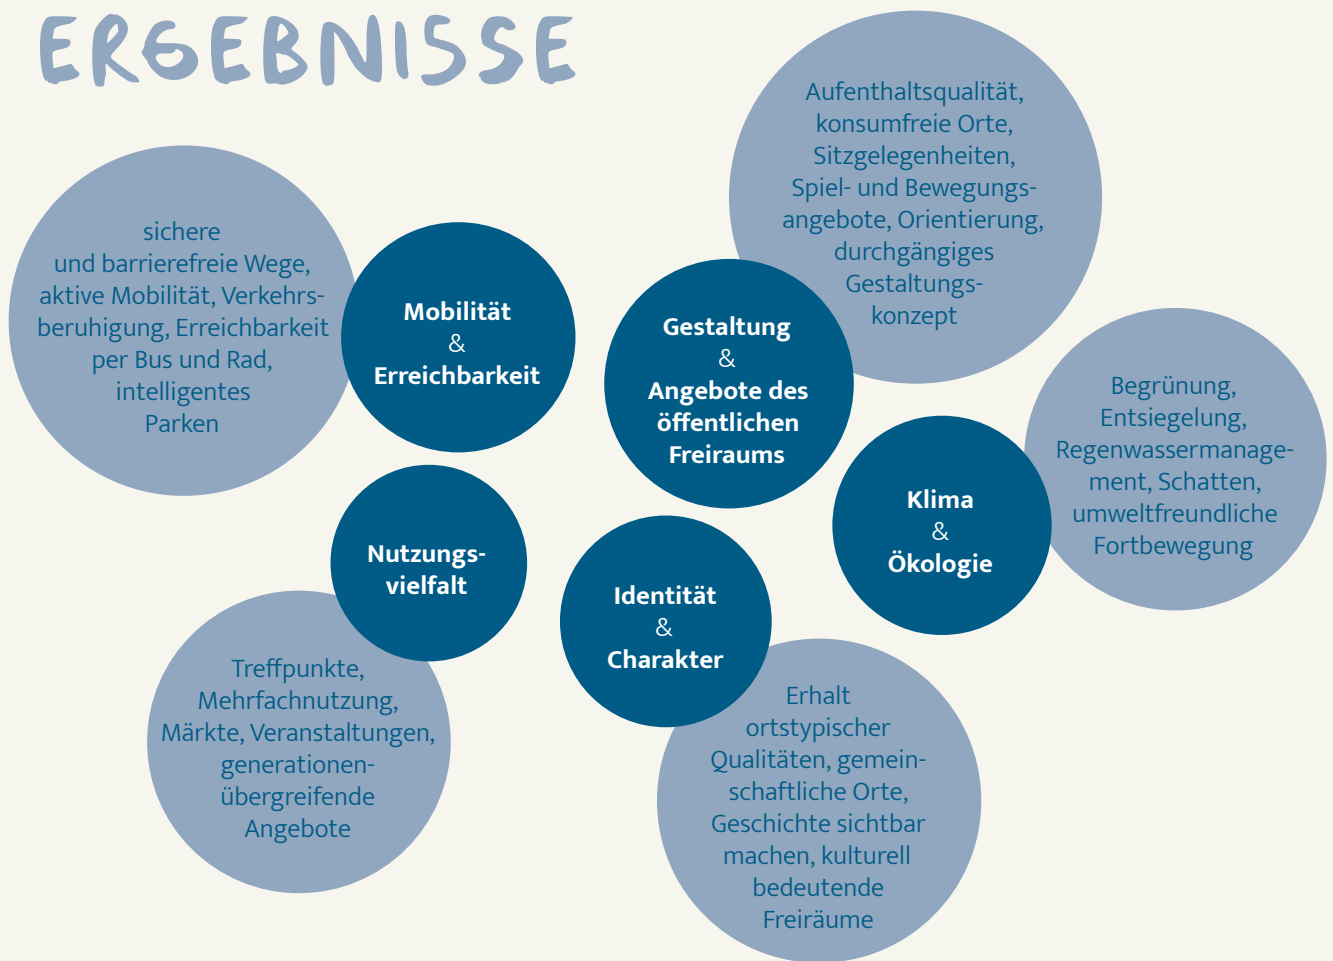 ERGEBNISSE
sichere
und barrierefreie Wege,
aktive Mobilität, Verkehrs-
beruhigung, Erreichbarkeit
per Bus und Rad,
intelligentes
Parken
Mobilität
&
Erreichbarkeit
Gestaltung
&
Angebote des
öffentlichen
Freiraums
Aufenthaltsqualität,
konsumfreie Orte,
Sitzgelegenheiten,
Spiel- und Bewegungs-
angebote, Orientierung,
durchgängiges
Gestaltungs-
konzept
Klima
&
Ökologie
Begrünung,
Entsiegelung,
Regenwassermanage-
ment, Schatten,
umweltfreundliche
Fortbewegung
Nutzungs-
vielfalt
Treffpunkte,
Mehrfachnutzung,
Märkte, Veranstaltungen,
generationen-
übergreifende
Angebote
Identität
&
Charakter
Erhalt
ortstypischer
Qualitäten, gemein-
schaftliche Orte,
Geschichte sichtbar
machen, kulturell
bedeutende
Freiräume